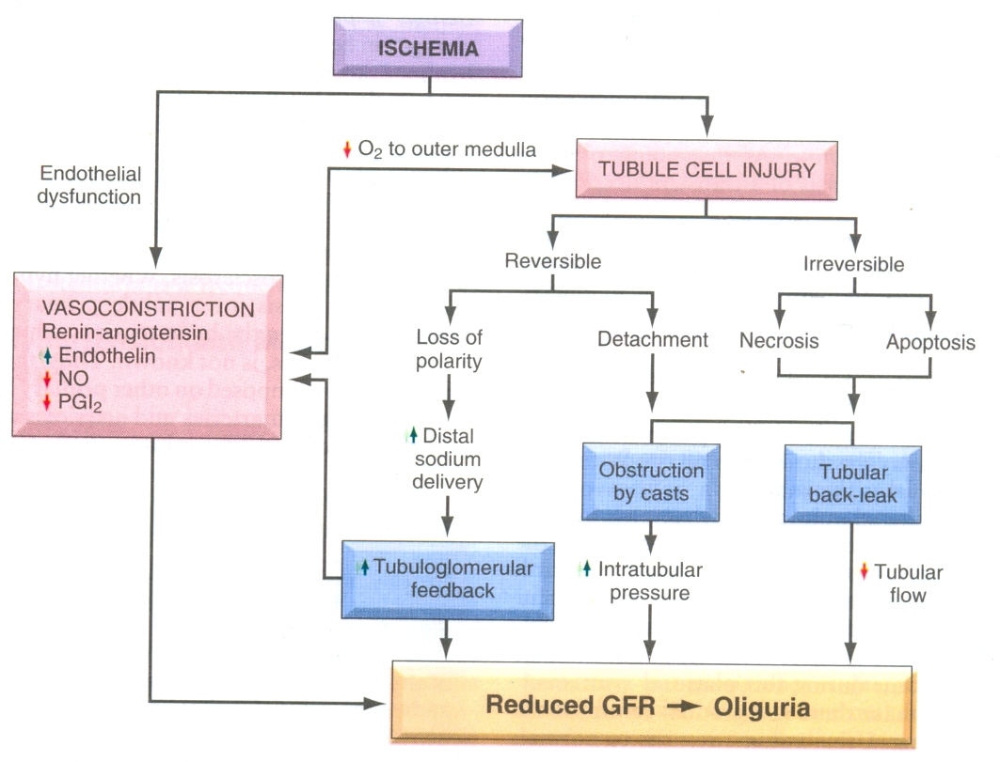 ISCHEMIA
↓ O₂ to outer medulla
Endothelial
dysfunction
TUBULE CELL INJURY
Reversible
Irreversible
VASOCONSTRICTION
Renin-angiotensin
↑ Endothelin
↓ NO
↓ PGI₂
Loss of
polarity
Detachment
Necrosis
Apoptosis
↑ Distal
sodium
delivery
Obstruction
by casts
Tubular
back-leak
↑ Tubuloglomerular
feedback
↑ Intratubular
pressure
↓ Tubular
flow
Reduced GFR → Oliguria